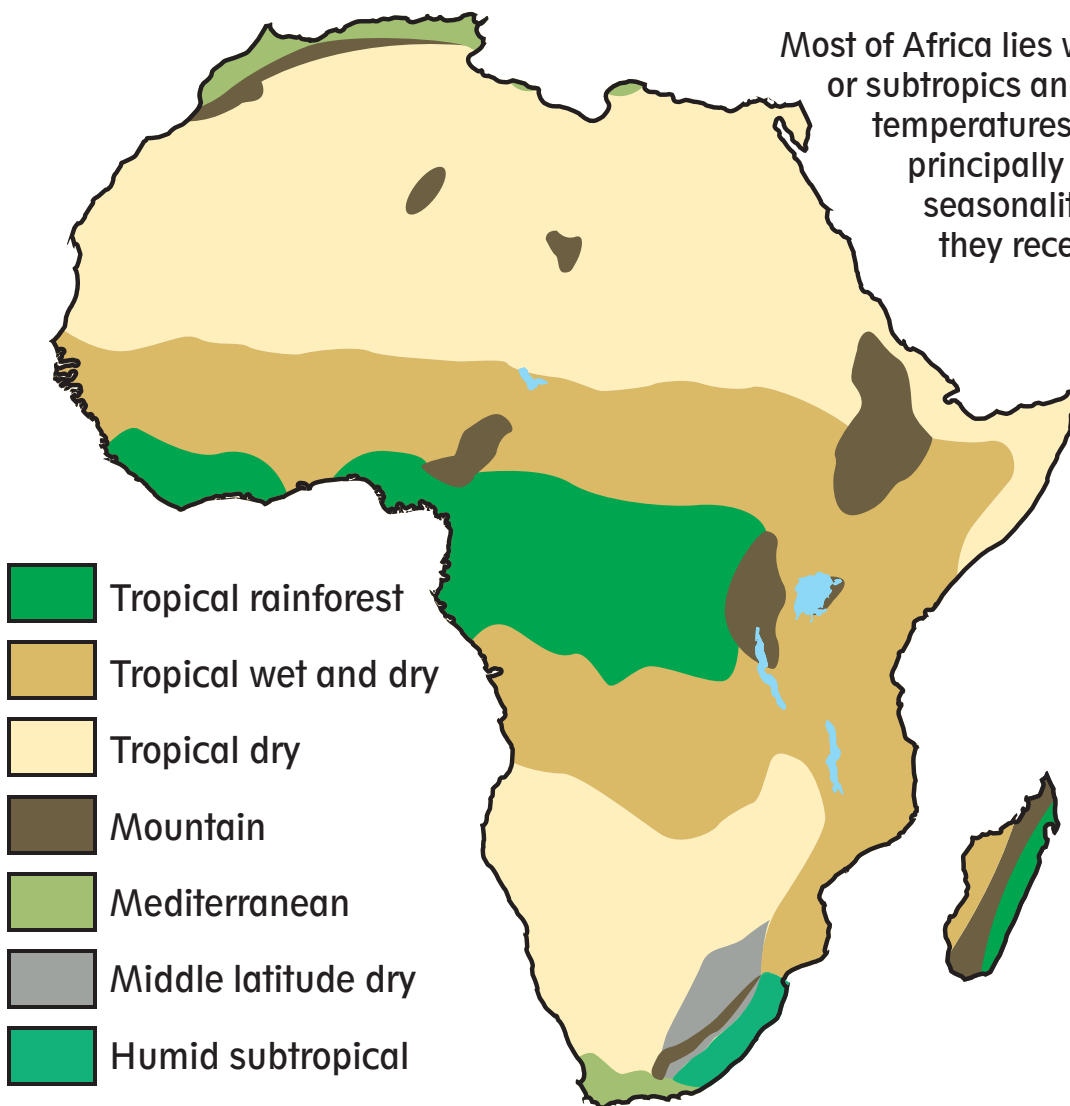 Most of Africa lies
or subtropics an
temperatures
principally
seasonalit
they rece
Tropical rainforest
Tropical wet and dry
Tropical dry
Mountain
Mediterranean
Middle latitude dry
Humid subtropical